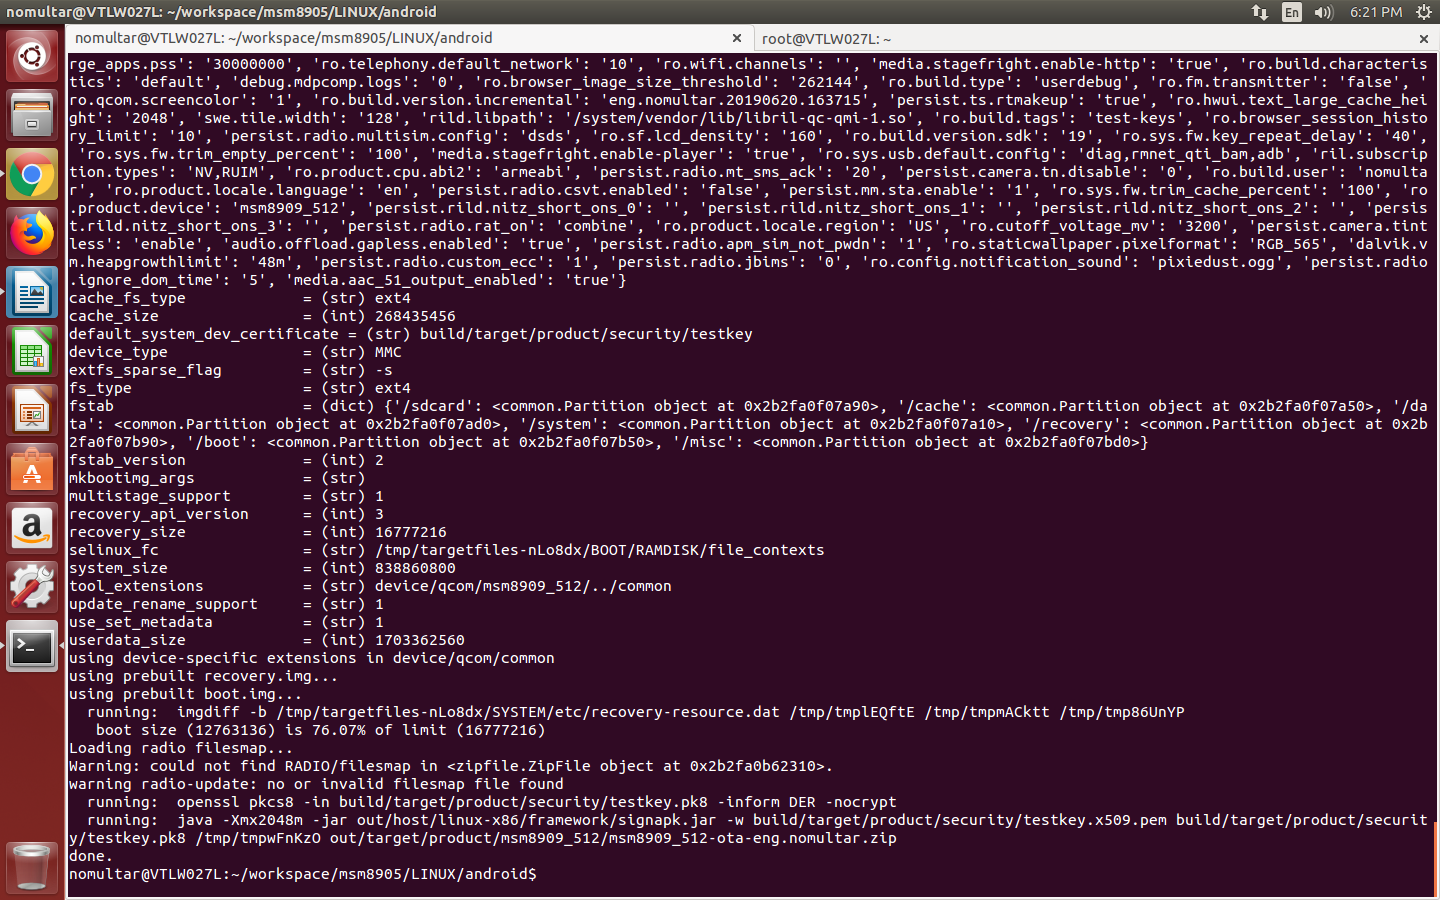 nomultar@VTLW027L: ~/workspace/msm8905/LINUX/android
En
6:21 PM
nomultar@VTLW027L: ~/workspace/msm8905/LINUX/android × root@VTLW027L: ~ ×
rge_apps.pss': '30000000', 'ro.telephony.default_network': '10', 'ro.wifi.channels': '', 'media.stagefright.enable-http': 'true', 'ro.build.characteris
tics': 'default', 'debug.mdpcomp.logs': '0', 'ro.browser_image_size_threshold': '262144', 'ro.build.type': 'userdebug', 'ro.fm.transmitter': 'false', '
ro.qcom.screencolor': '1', 'ro.build.version.incremental': 'eng.nomultar.20190620.163715', 'persist.ts.rtmakeup': 'true', 'ro.hwui.text_large_cache_hei
ght': '2048', 'swe.tile.width': '128', 'rild.libpath': '/system/vendor/lib/libril-qc-qmi-1.so', 'ro.build.tags': 'test-keys', 'ro.browser_session_histo
ry_limit': '10', 'persist.radio.multisim.config': 'dsds', 'ro.sf.lcd_density': '160', 'ro.build.version.sdk': '19', 'ro.sys.fw.key_repeat_delay': '40',
 'ro.sys.fw.trim_empty_percent': '100', 'media.stagefright.enable-player': 'true', 'ro.sys.usb.default.config': 'diag,rmnet_qti_bam,adb', 'ril.subscrip
tion.types': 'NV,RUIM', 'ro.product.cpu.abi2': 'armeabi', 'persist.radio.mt_sms_ack': '20', 'persist.camera.tn.disable': '0', 'ro.build.user': 'nomulta
r', 'ro.product.locale.language': 'en', 'persist.radio.csvt.enabled': 'false', 'persist.mm.sta.enable': '1', 'ro.sys.fw.trim_cache_percent': '100', 'ro
.product.device': 'msm8909_512', 'persist.rild.nitz_short_ons_0': '', 'persist.rild.nitz_short_ons_1': '', 'persist.rild.nitz_short_ons_2': '', 'persis
t.rild.nitz_short_ons_3': '', 'persist.radio.rat_on': 'combine', 'ro.product.locale.region': 'US', 'ro.cutoff_voltage_mv': '3200', 'persist.camera.tint
less': 'enable', 'audio.offload.gapless.enabled': 'true', 'persist.radio.apm_sim_not_pwdn': '1', 'ro.staticwallpaper.pixelformat': 'RGB_565', 'dalvik.v
m.heapgrowthlimit': '48m', 'persist.radio.custom_ecc': '1', 'persist.radio.jbims': '0', 'ro.config.notification_sound': 'pixiedust.ogg', 'persist.radio
.ignore_dom_time': '5', 'media.aac_51_output_enabled': 'true'}
cache_fs_type             = (str) ext4
cache_size                = (int) 268435456
default_system_dev_certificate = (str) build/target/product/security/testkey
device_type               = (str) MMC
extfs_sparse_flag         = (str) -s
fs_type                   = (str) ext4
fstab                     = (dict) {'/sdcard': <common.Partition object at 0x2b2fa0f07a90>, '/cache': <common.Partition object at 0x2b2fa0f07a50>, '/da
ta': <common.Partition object at 0x2b2fa0f07ad0>, '/system': <common.Partition object at 0x2b2fa0f07a10>, '/recovery': <common.Partition object at 0x2b
2fa0f07b90>, '/boot': <common.Partition object at 0x2b2fa0f07b50>, '/misc': <common.Partition object at 0x2b2fa0f07bd0>}
fstab_version             = (int) 2
mkbootimg_args            = (str)
multistage_support        = (str) 1
recovery_api_version      = (int) 3
recovery_size             = (int) 16777216
selinux_fc                = (str) /tmp/targetfiles-nLo8dx/BOOT/RAMDISK/file_contexts
system_size               = (int) 838860800
tool_extensions           = (str) device/qcom/msm8909_512/../common
update_rename_support     = (str) 1
use_set_metadata          = (str) 1
userdata_size             = (int) 1703362560
using device-specific extensions in device/qcom/common
using prebuilt recovery.img...
using prebuilt boot.img...
  running:  imgdiff -b /tmp/targetfiles-nLo8dx/SYSTEM/etc/recovery-resource.dat /tmp/tmplEQftE /tmp/tmpmACktt /tmp/tmp86UnYP
   boot size (12763136) is 76.07% of limit (16777216)
Loading radio filesmap...
Warning: could not find RADIO/filesmap in <zipfile.ZipFile object at 0x2b2fa0b62310>.
warning radio-update: no or invalid filesmap file found
  running:  openssl pkcs8 -in build/target/product/security/testkey.pk8 -inform DER -nocrypt
  running:  java -Xmx2048m -jar out/host/linux-x86/framework/signapk.jar -w build/target/product/security/testkey.x509.pem build/target/product/securit
y/testkey.pk8 /tmp/tmpwFnKzO out/target/product/msm8909_512/msm8909_512-ota-eng.nomultar.zip
done.
nomultar@VTLW027L:~/workspace/msm8905/LINUX/android$